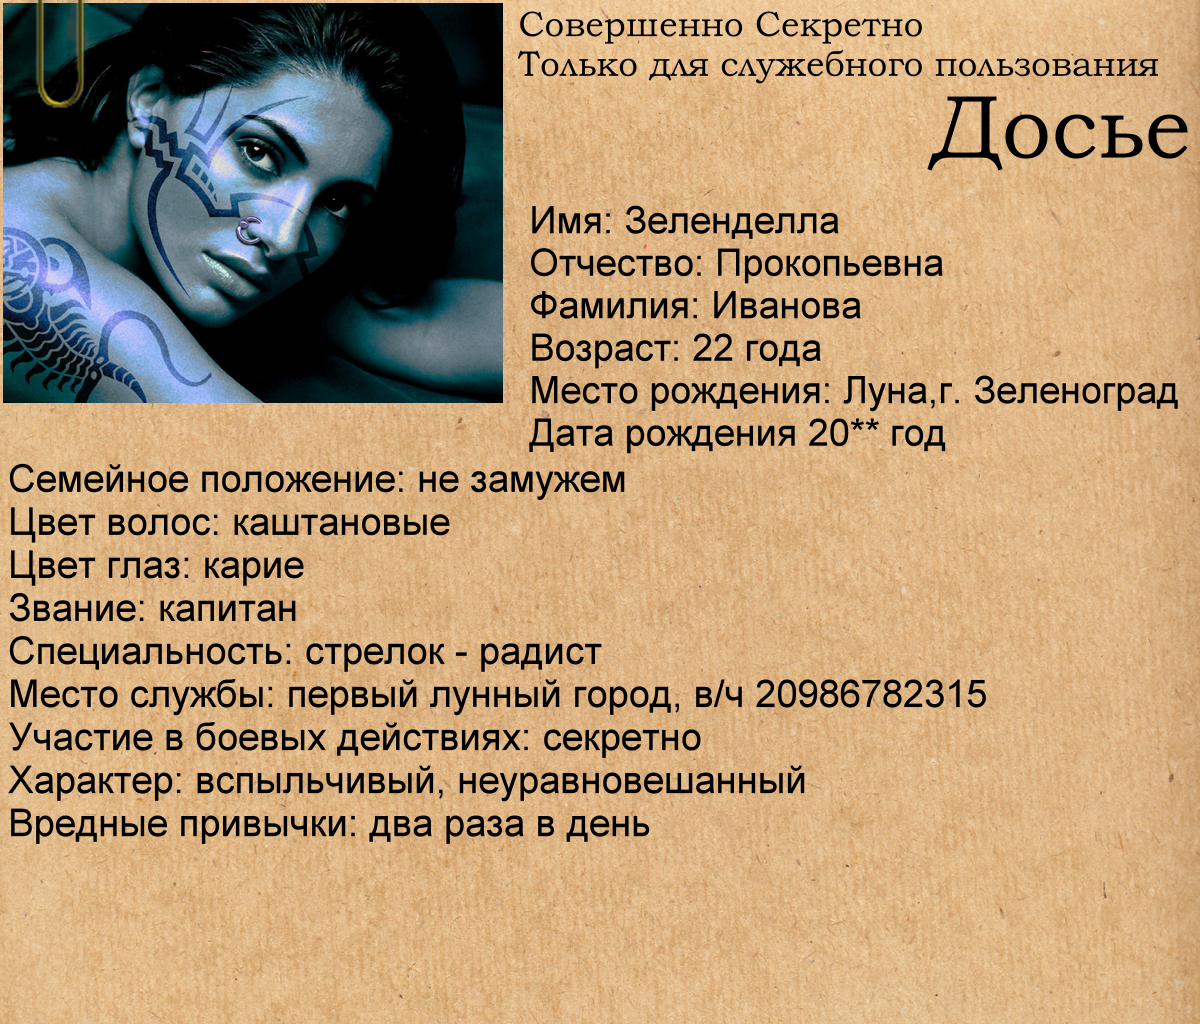 Совершенно Секретно
Только для служебного пользования
Досье
Имя: Зеленделла
Отчество: Прокопьевна
Фамилия: Иванова
Возраст: 22 года
Место рождения: Луна,г. Зеленоград
Дата рождения 20** год
Семейное положение: не замужем
Цвет волос: каштановые
Цвет глаз: карие
Звание: капитан
Специальность: стрелок - радист
Место службы: первый лунный город, в/ч 20986782315
Участие в боевых действиях: секретно
Характер: вспыльчивый, неуравновешанный
Вредные привычки: два раза в день